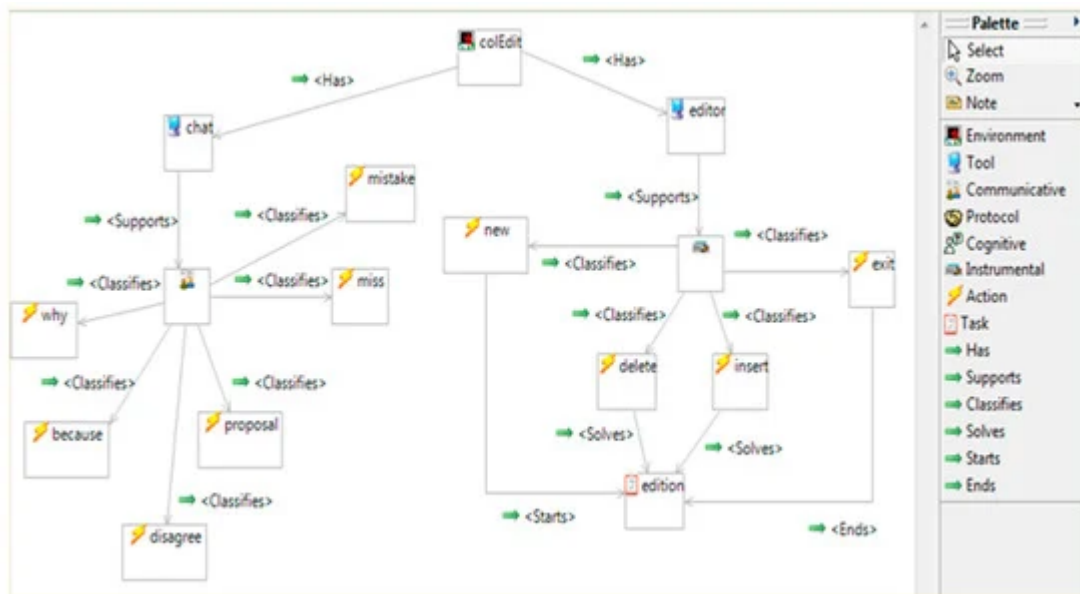 colEdit
<Has>
<Has>
chat
editor
mistake
<Supports>
<Classifies>
<Supports>
new
<Classifies>
<Classifies>
<Classifies>
<Classifies>
exit
miss
why
<Classifies>
<Classifies>
delete
insert
<Classifies>
<Classifies>
because
proposal
<Solves>
<Solves>
edition
<Classifies>
<Starts>
<Ends>
disagree
Palette
Select
Zoom
Note
Environment
Tool
Communicative
Protocol
Cognitive
Instrumental
Action
Task
Has
Supports
Classifies
Solves
Starts
Ends